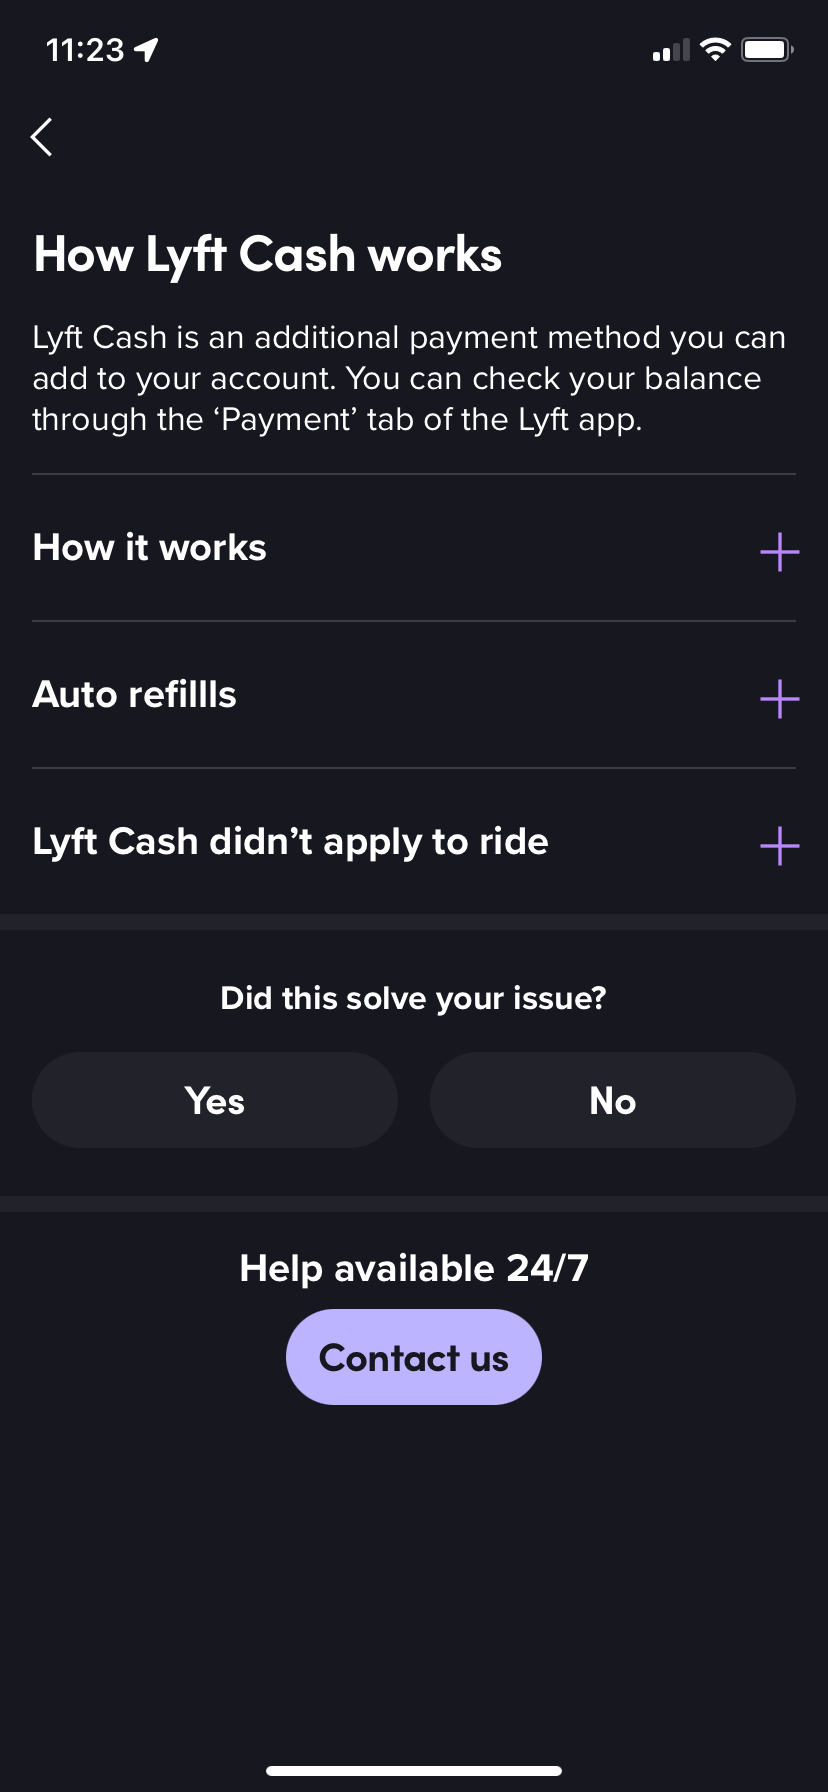 11:23
How Lyft Cash works
Lyft Cash is an additional payment method you can
add to your account. You can check your balance
through the ‘Payment’ tab of the Lyft app.
How it works
Auto refillls
Lyft Cash didn’t apply to ride
Did this solve your issue?
Yes
No
Help available 24/7
Contact us